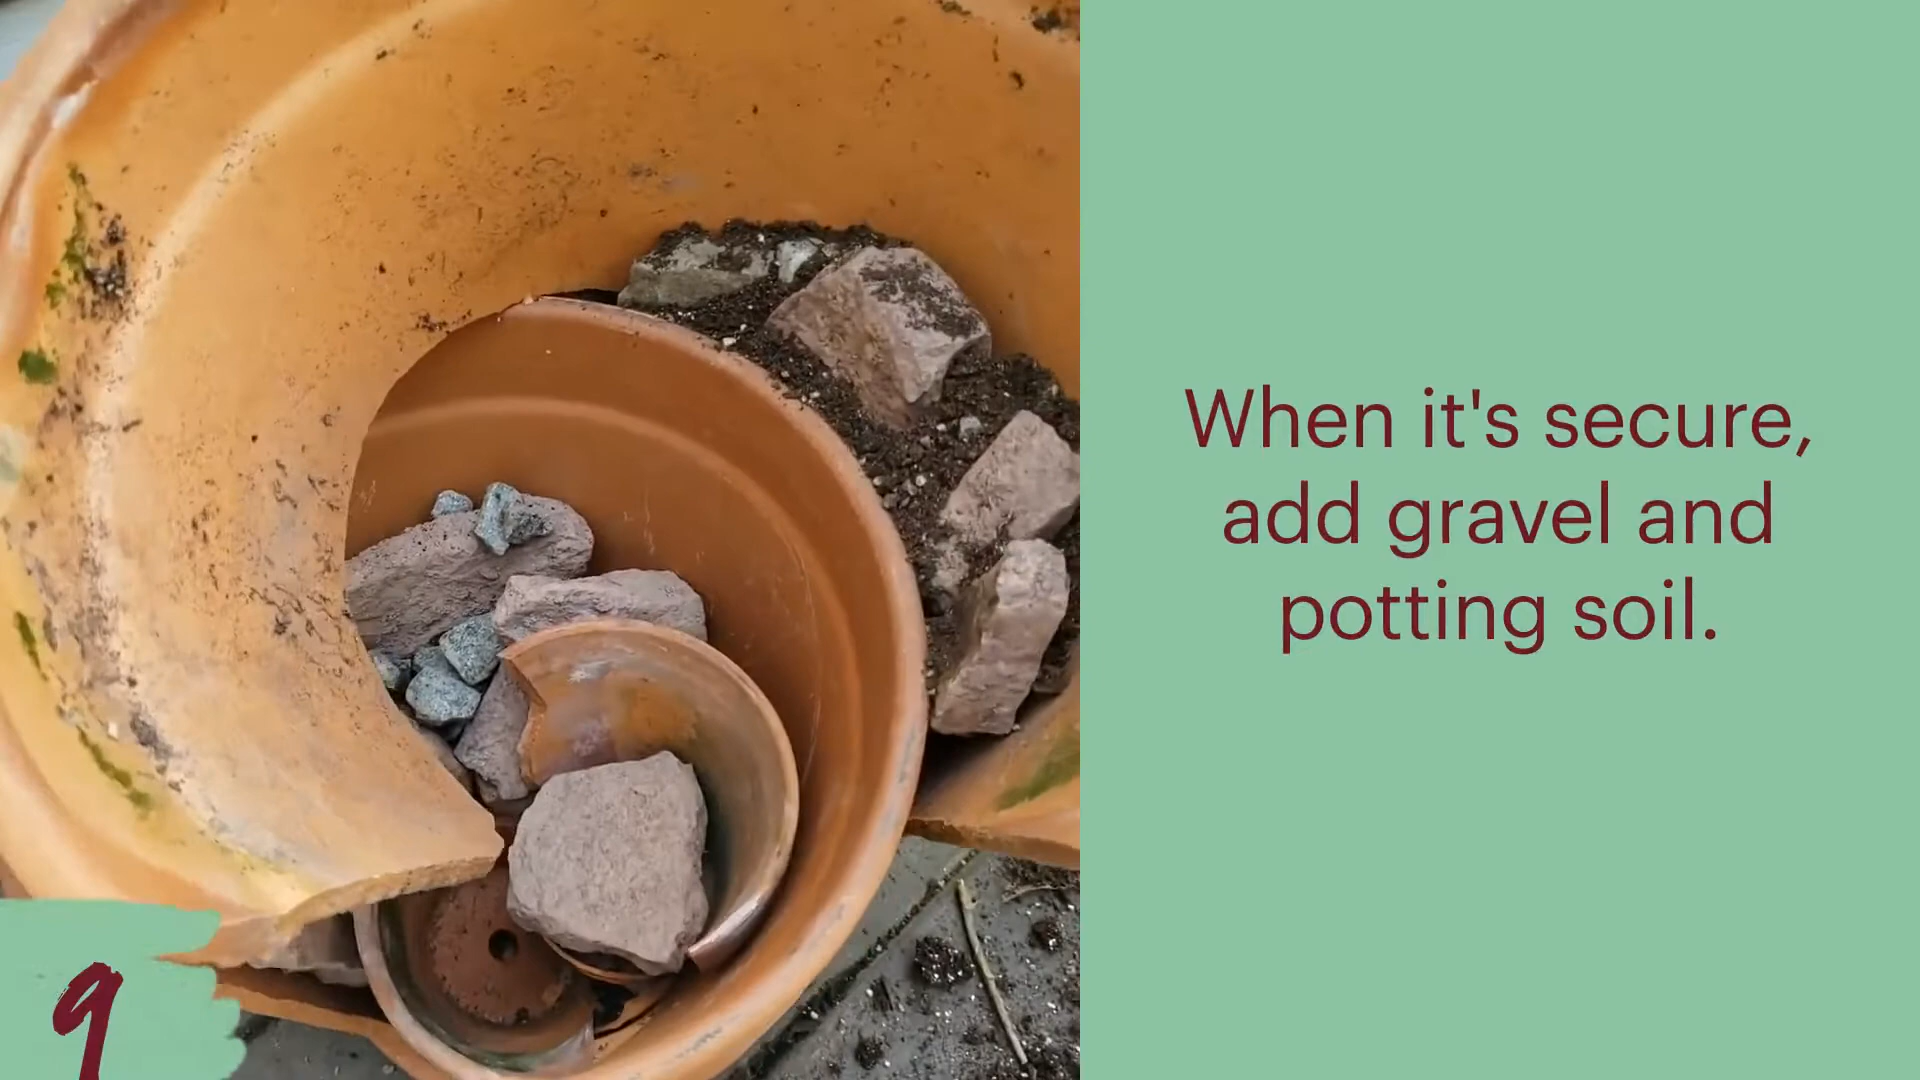 When it's secure,
add gravel and
potting soil.
9